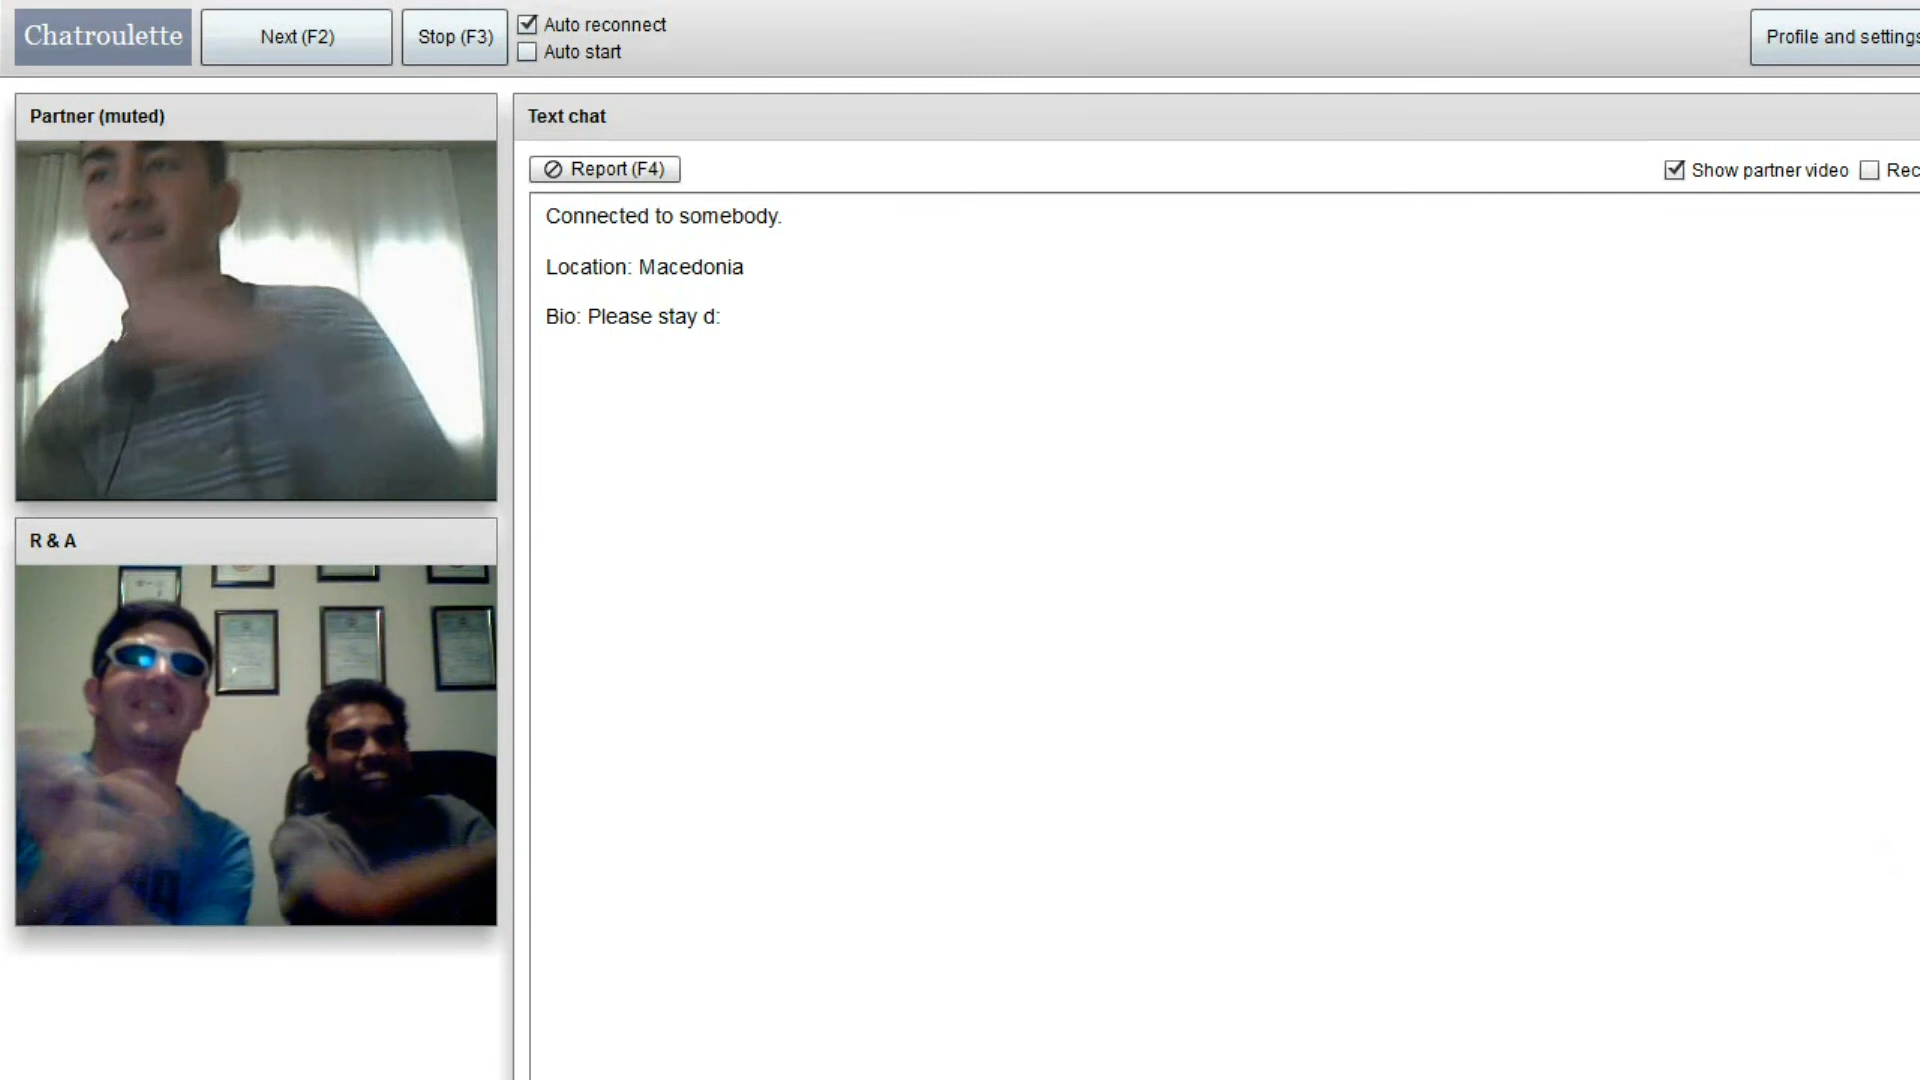 Chatroulette
Next (F2)
Stop (F3)
Auto reconnect
Auto start
Profile and settings
Partner (muted)
Text chat
Report (F4)
Show partner video
Rec
Connected to somebody.
Location: Macedonia
Bio: Please stay d:
R & A